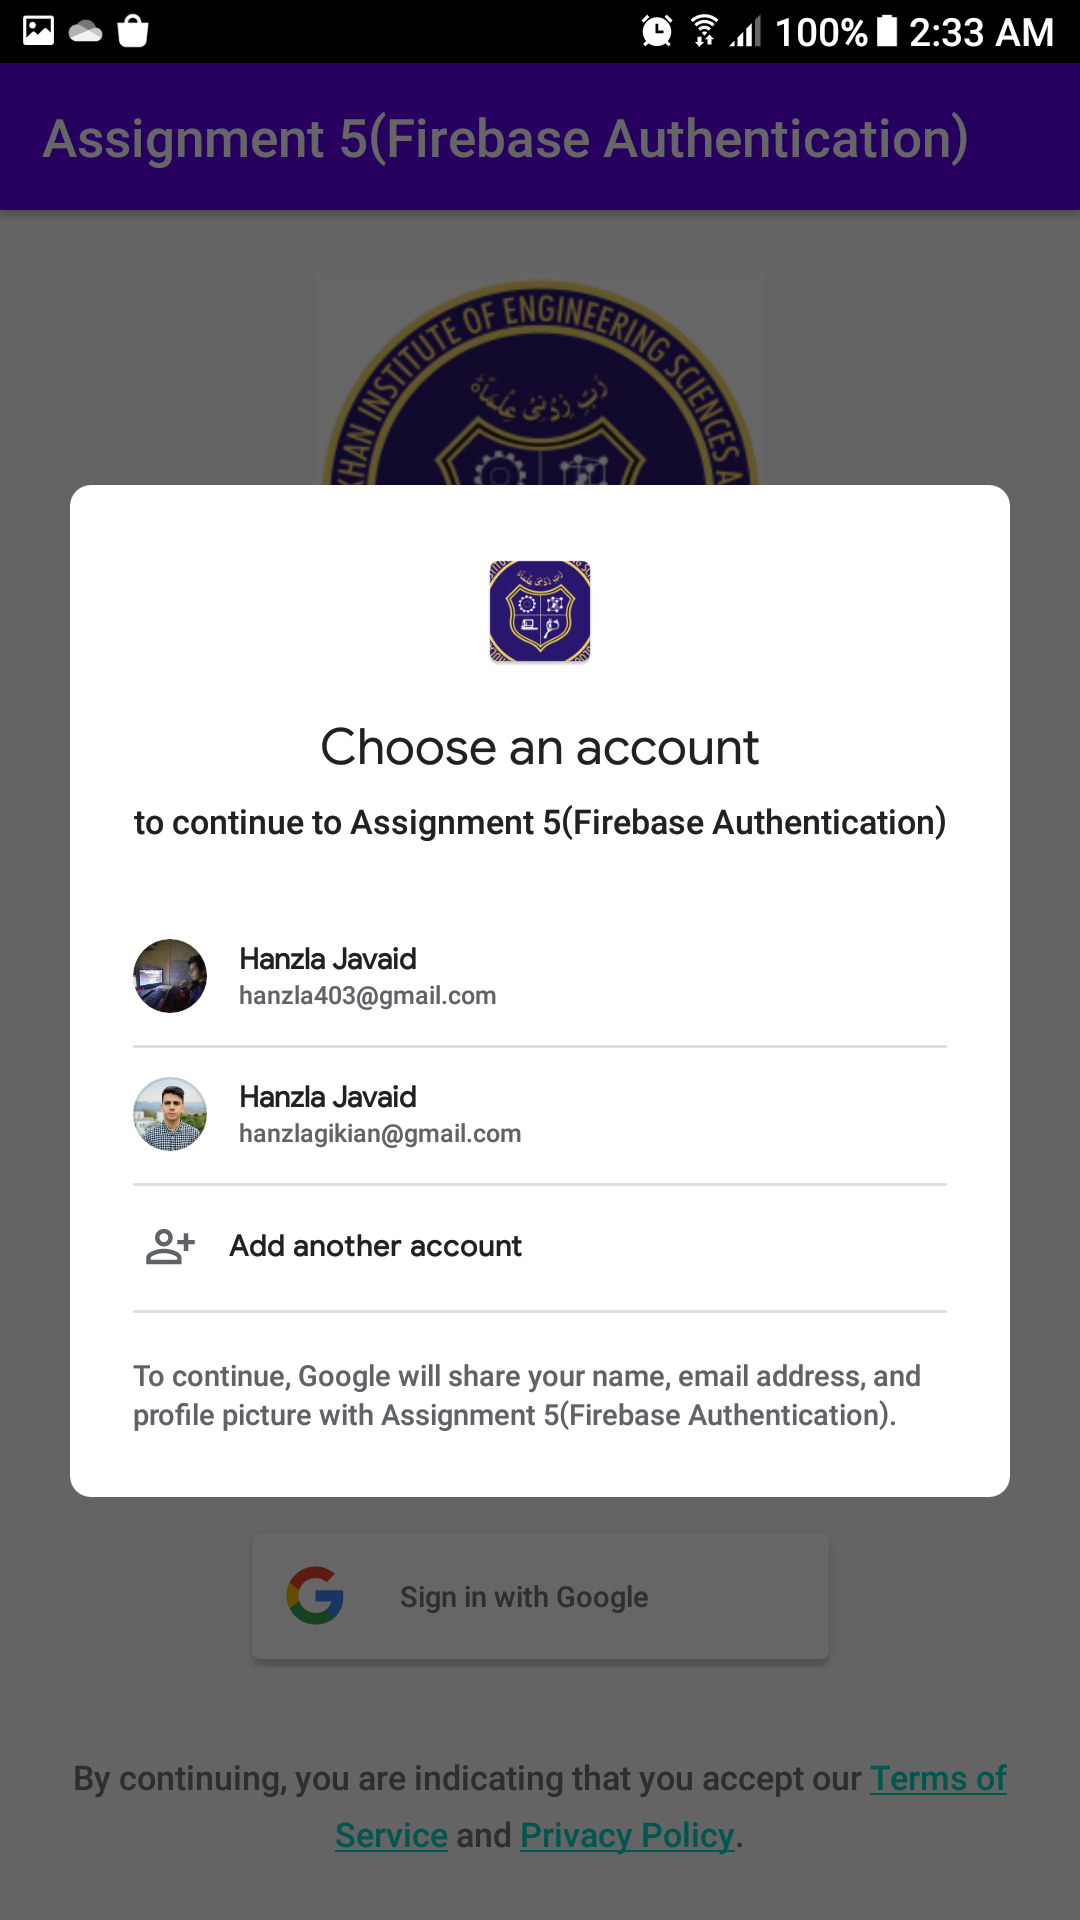 100% 2:33 AM
Assignment 5(Firebase Authentication)
KHAN INSTITUTE OF ENGINEERING SCIENCES A
رَبِّ زِدْنِیْ عِلْمًا
Choose an account
to continue to Assignment 5(Firebase Authentication)
Hanzla Javaid
hanzla403@gmail.com
Hanzla Javaid
hanzlagikian@gmail.com
Add another account
To continue, Google will share your name, email address, and
profile picture with Assignment 5(Firebase Authentication).
Sign in with Google
By continuing, you are indicating that you accept our Terms of
Service and Privacy Policy.